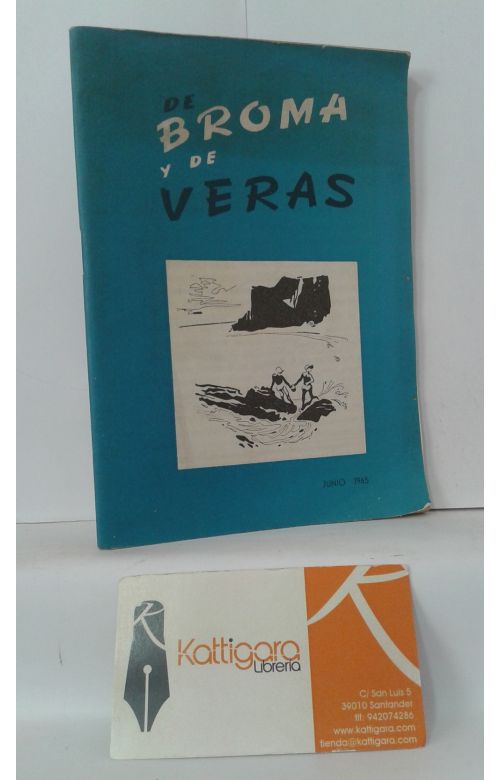 DE
BROMA
Y DE
VERAS
JUNIO 1965
K
R
Kattigara
Librería
C/ San Luis 5
39010 Santander
tlf: 942074286
www.kattigara.com
tienda@kattigara.com